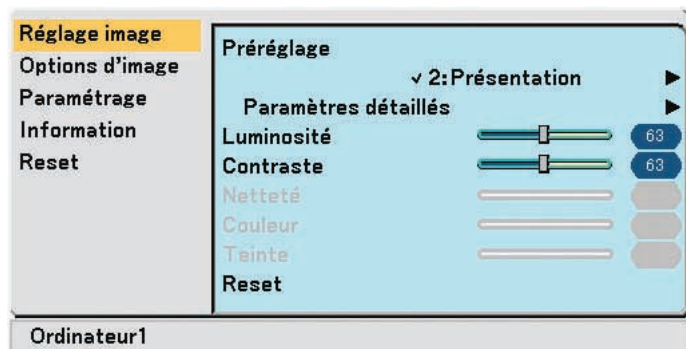 Réglage image
Options d'image
Paramétrage
Information
Reset
Préréglage
✓ 2:Présentation ▶
Paramètres détaillés ▶
Luminosité 63
Contraste 63
Netteté
Couleur
Teinte
Reset
Ordinateur1